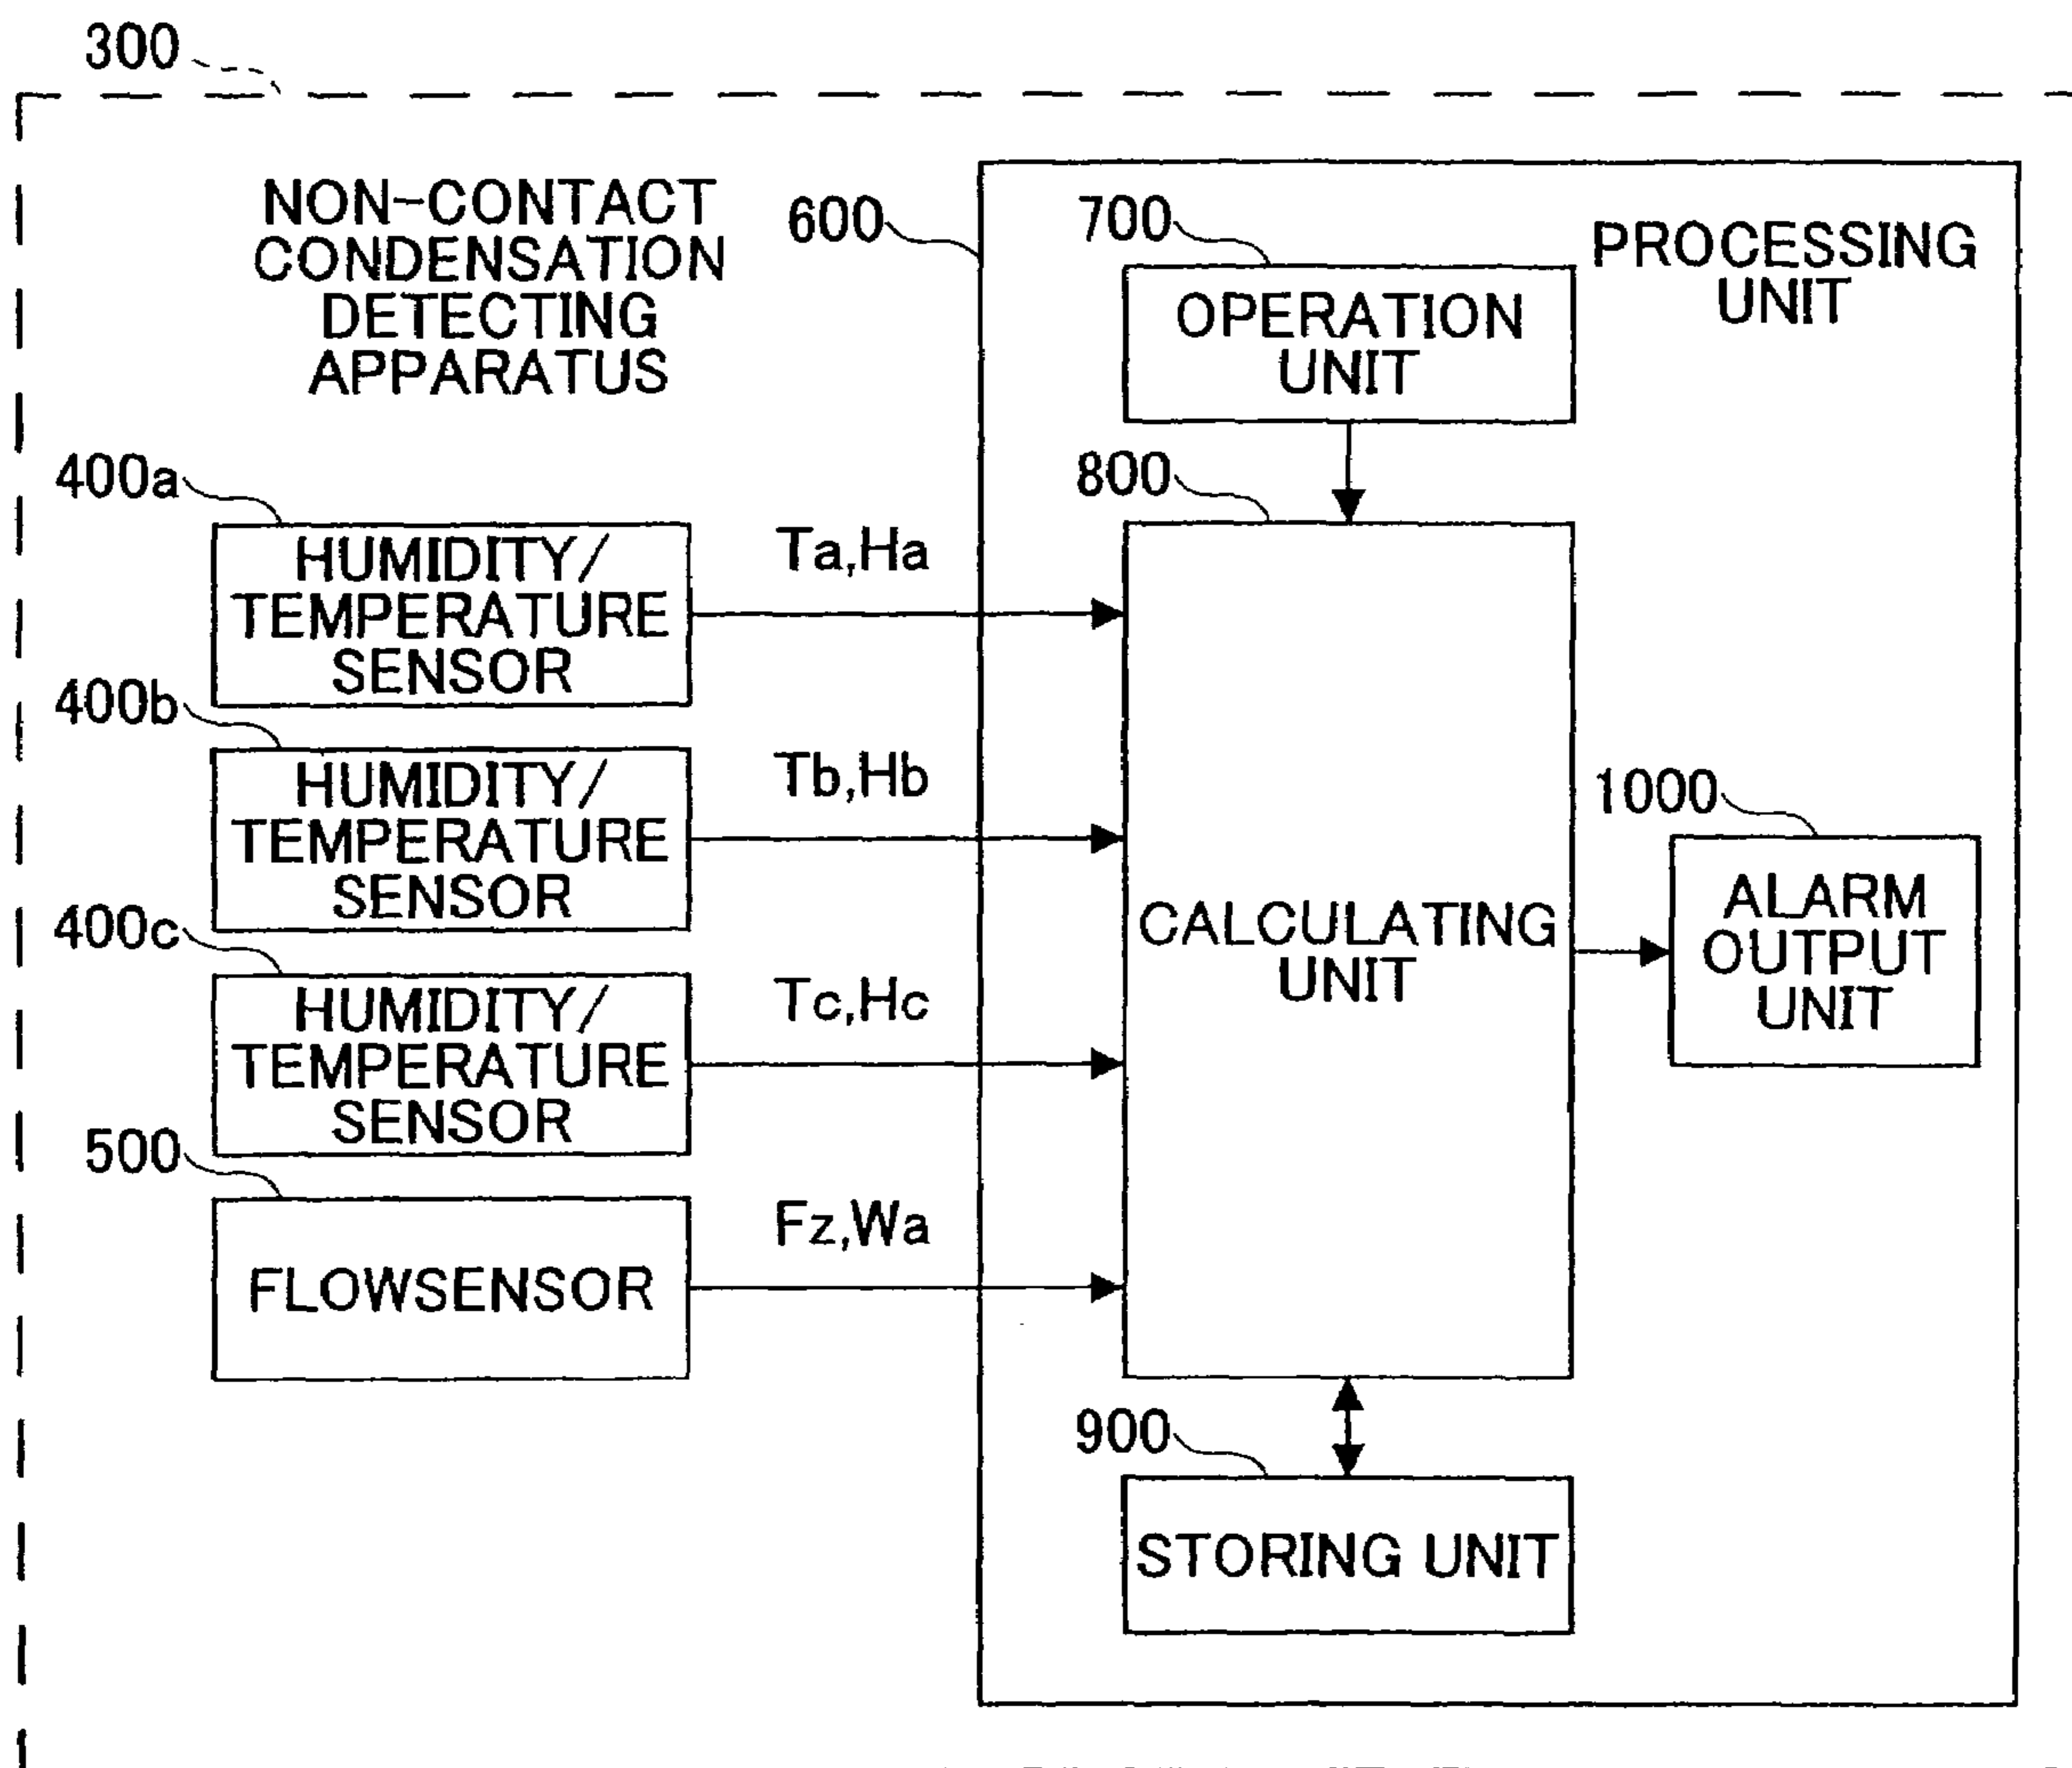 300
NON-CONTACT
CONDENSATION
DETECTING
APPARATUS
600
700
PROCESSING
UNIT
OPERATION
UNIT
400a
800
HUMIDITY/
TEMPERATURE
SENSOR
Ta,Ha
400b
HUMIDITY/
TEMPERATURE
SENSOR
Tb,Hb
400c
HUMIDITY/
TEMPERATURE
SENSOR
Tc,Hc
CALCULATING
UNIT
1000
ALARM
OUTPUT
UNIT
500
FLOWSENSOR
Fz,Wa
900
STORING UNIT